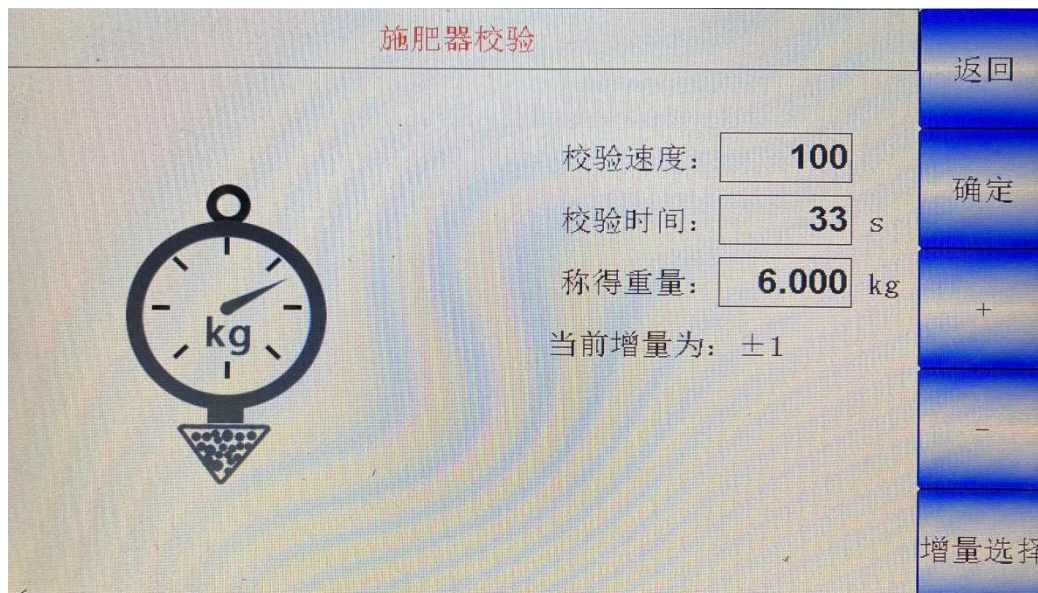 施肥器校验
返回
校验速度： 100
确定
校验时间： 33 s
称得重量： 6.000 kg
+
当前增量为： ±1
kg
-
增量选择